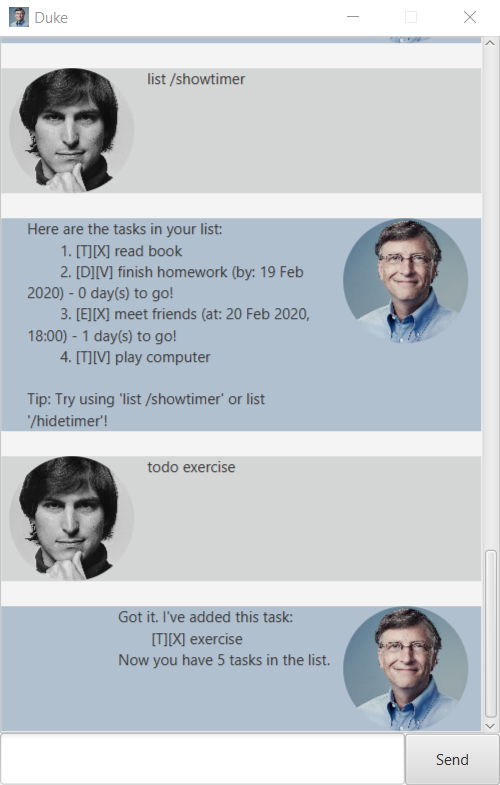 Duke
list /showtimer
Here are the tasks in your list:
1. [T][X] read book
2. [D][V] finish homework (by: 19 Feb
2020) - 0 day(s) to go!
3. [E][X] meet friends (at: 20 Feb 2020,
18:00) - 1 day(s) to go!
4. [T][V] play computer
Tip: Try using 'list /showtimer' or list
'/hidetimer'!
todo exercise
Got it. I've added this task:
[T][X] exercise
Now you have 5 tasks in the list.
Send